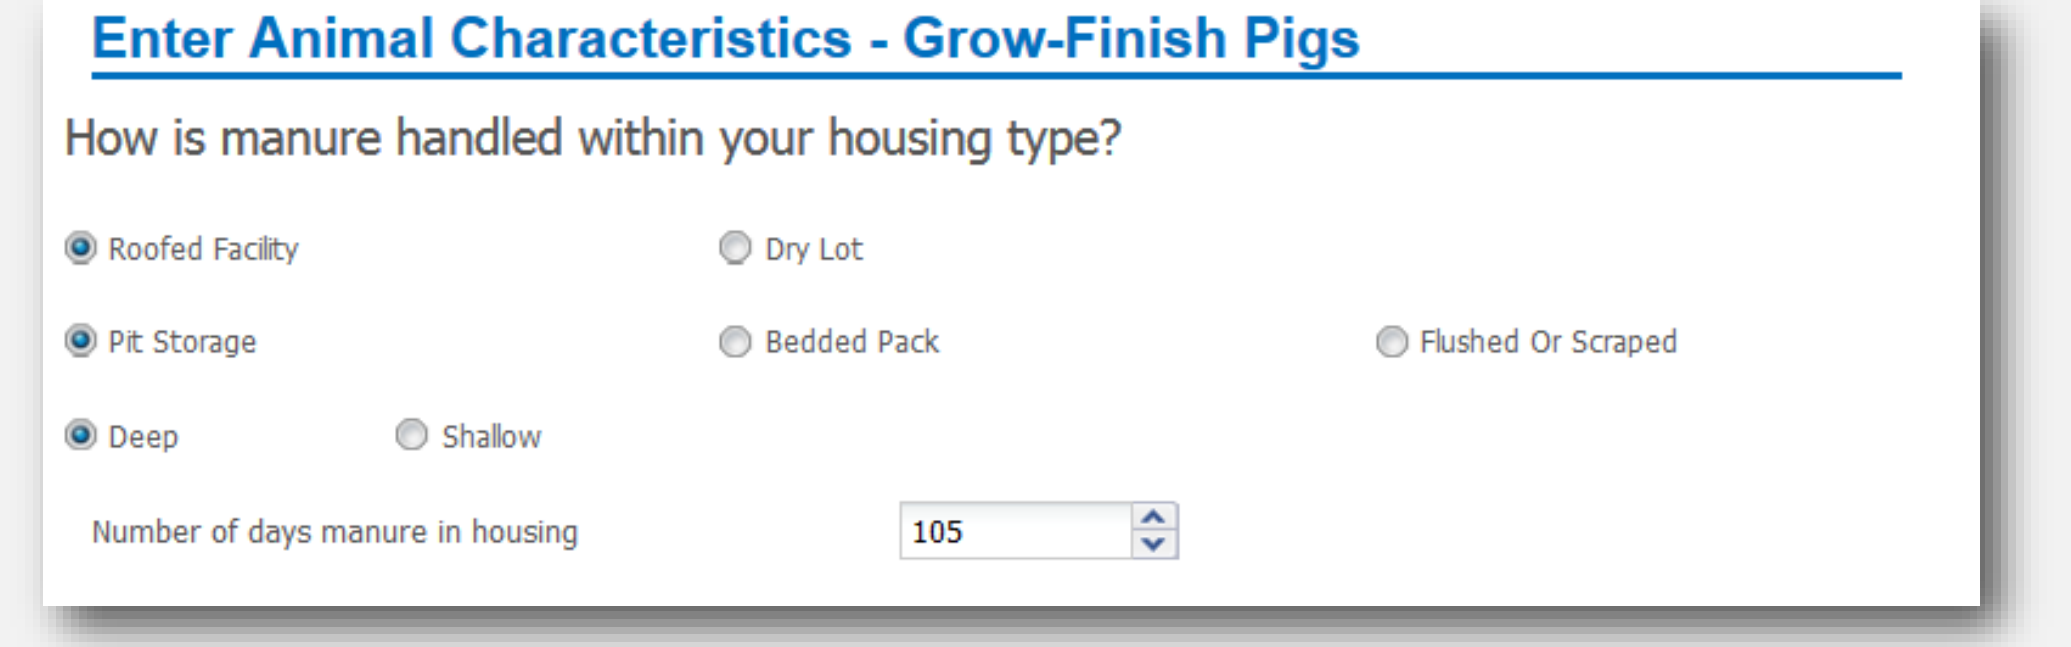 Enter Animal Characteristics - Grow-Finish Pigs
How is manure handled within your housing type?
Roofed Facility Dry Lot
Pit Storage Bedded Pack Flushed Or Scraped
Deep Shallow
Number of days manure in housing 105